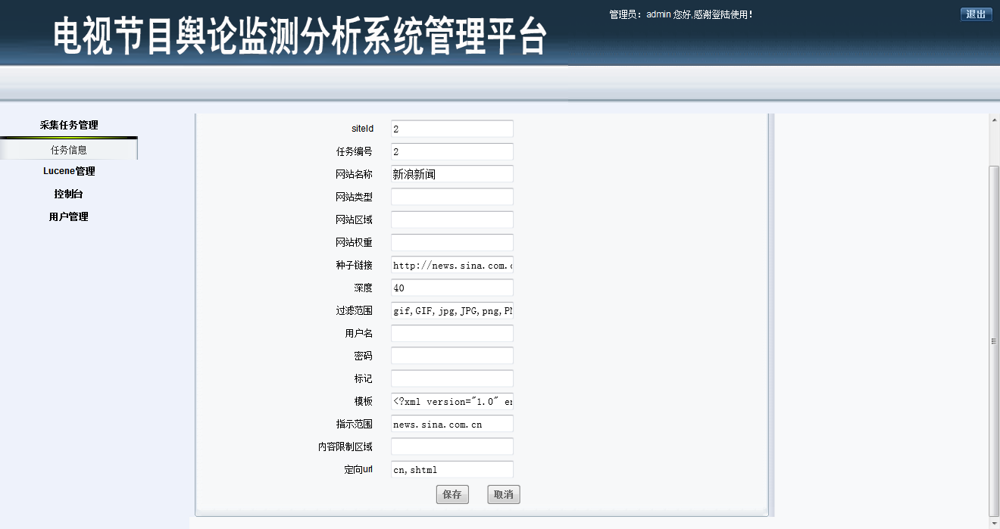 电视节目舆论监测分析系统管理平台
管理员：admin 您好,感谢登陆使用!
退出
采集任务管理
任务信息
Lucene管理
控制台
用户管理
siteId 2
任务编号 2
网站名称 新浪新闻
网站类型
网站区域
网站权重
种子链接 http://news.sina.com.c
深度 40
过滤范围 gif,GIF,jpg,JPG,png,PN
用户名
密码
标记
模板 <?xml version="1.0" en
指示范围 news.sina.com.cn
内容限制区域
定向url cn,shtml
保存 取消